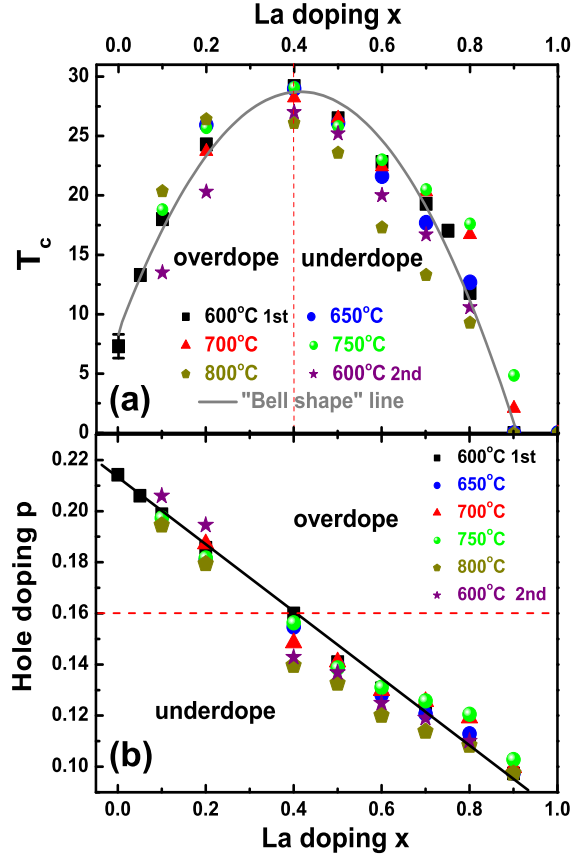 La doping x
0.0 0.2 0.4 0.6 0.8 1.0
30
25
20
15
10
5
0
Tc
overdope underdope
600°C 1st 650°C
700°C 750°C
800°C 600°C 2nd
"Bell shape" line
(a)
0.22
0.20
0.18
0.16
0.14
0.12
0.10
Hole doping p
600°C 1st
650°C
700°C
750°C
800°C
600°C 2nd
overdope
underdope
(b)
0.0 0.2 0.4 0.6 0.8 1.0
La doping x